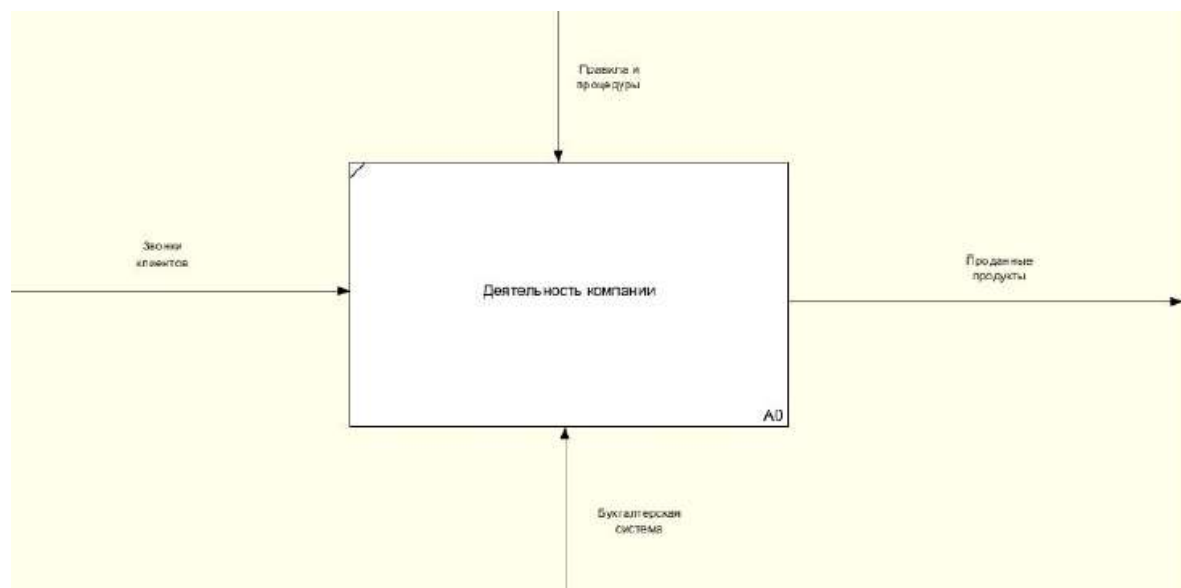 Правила и
процедуры
Звонки
клиентов
Деятельность компании
Проданные
продукты
A0
Бухгалтерская
система